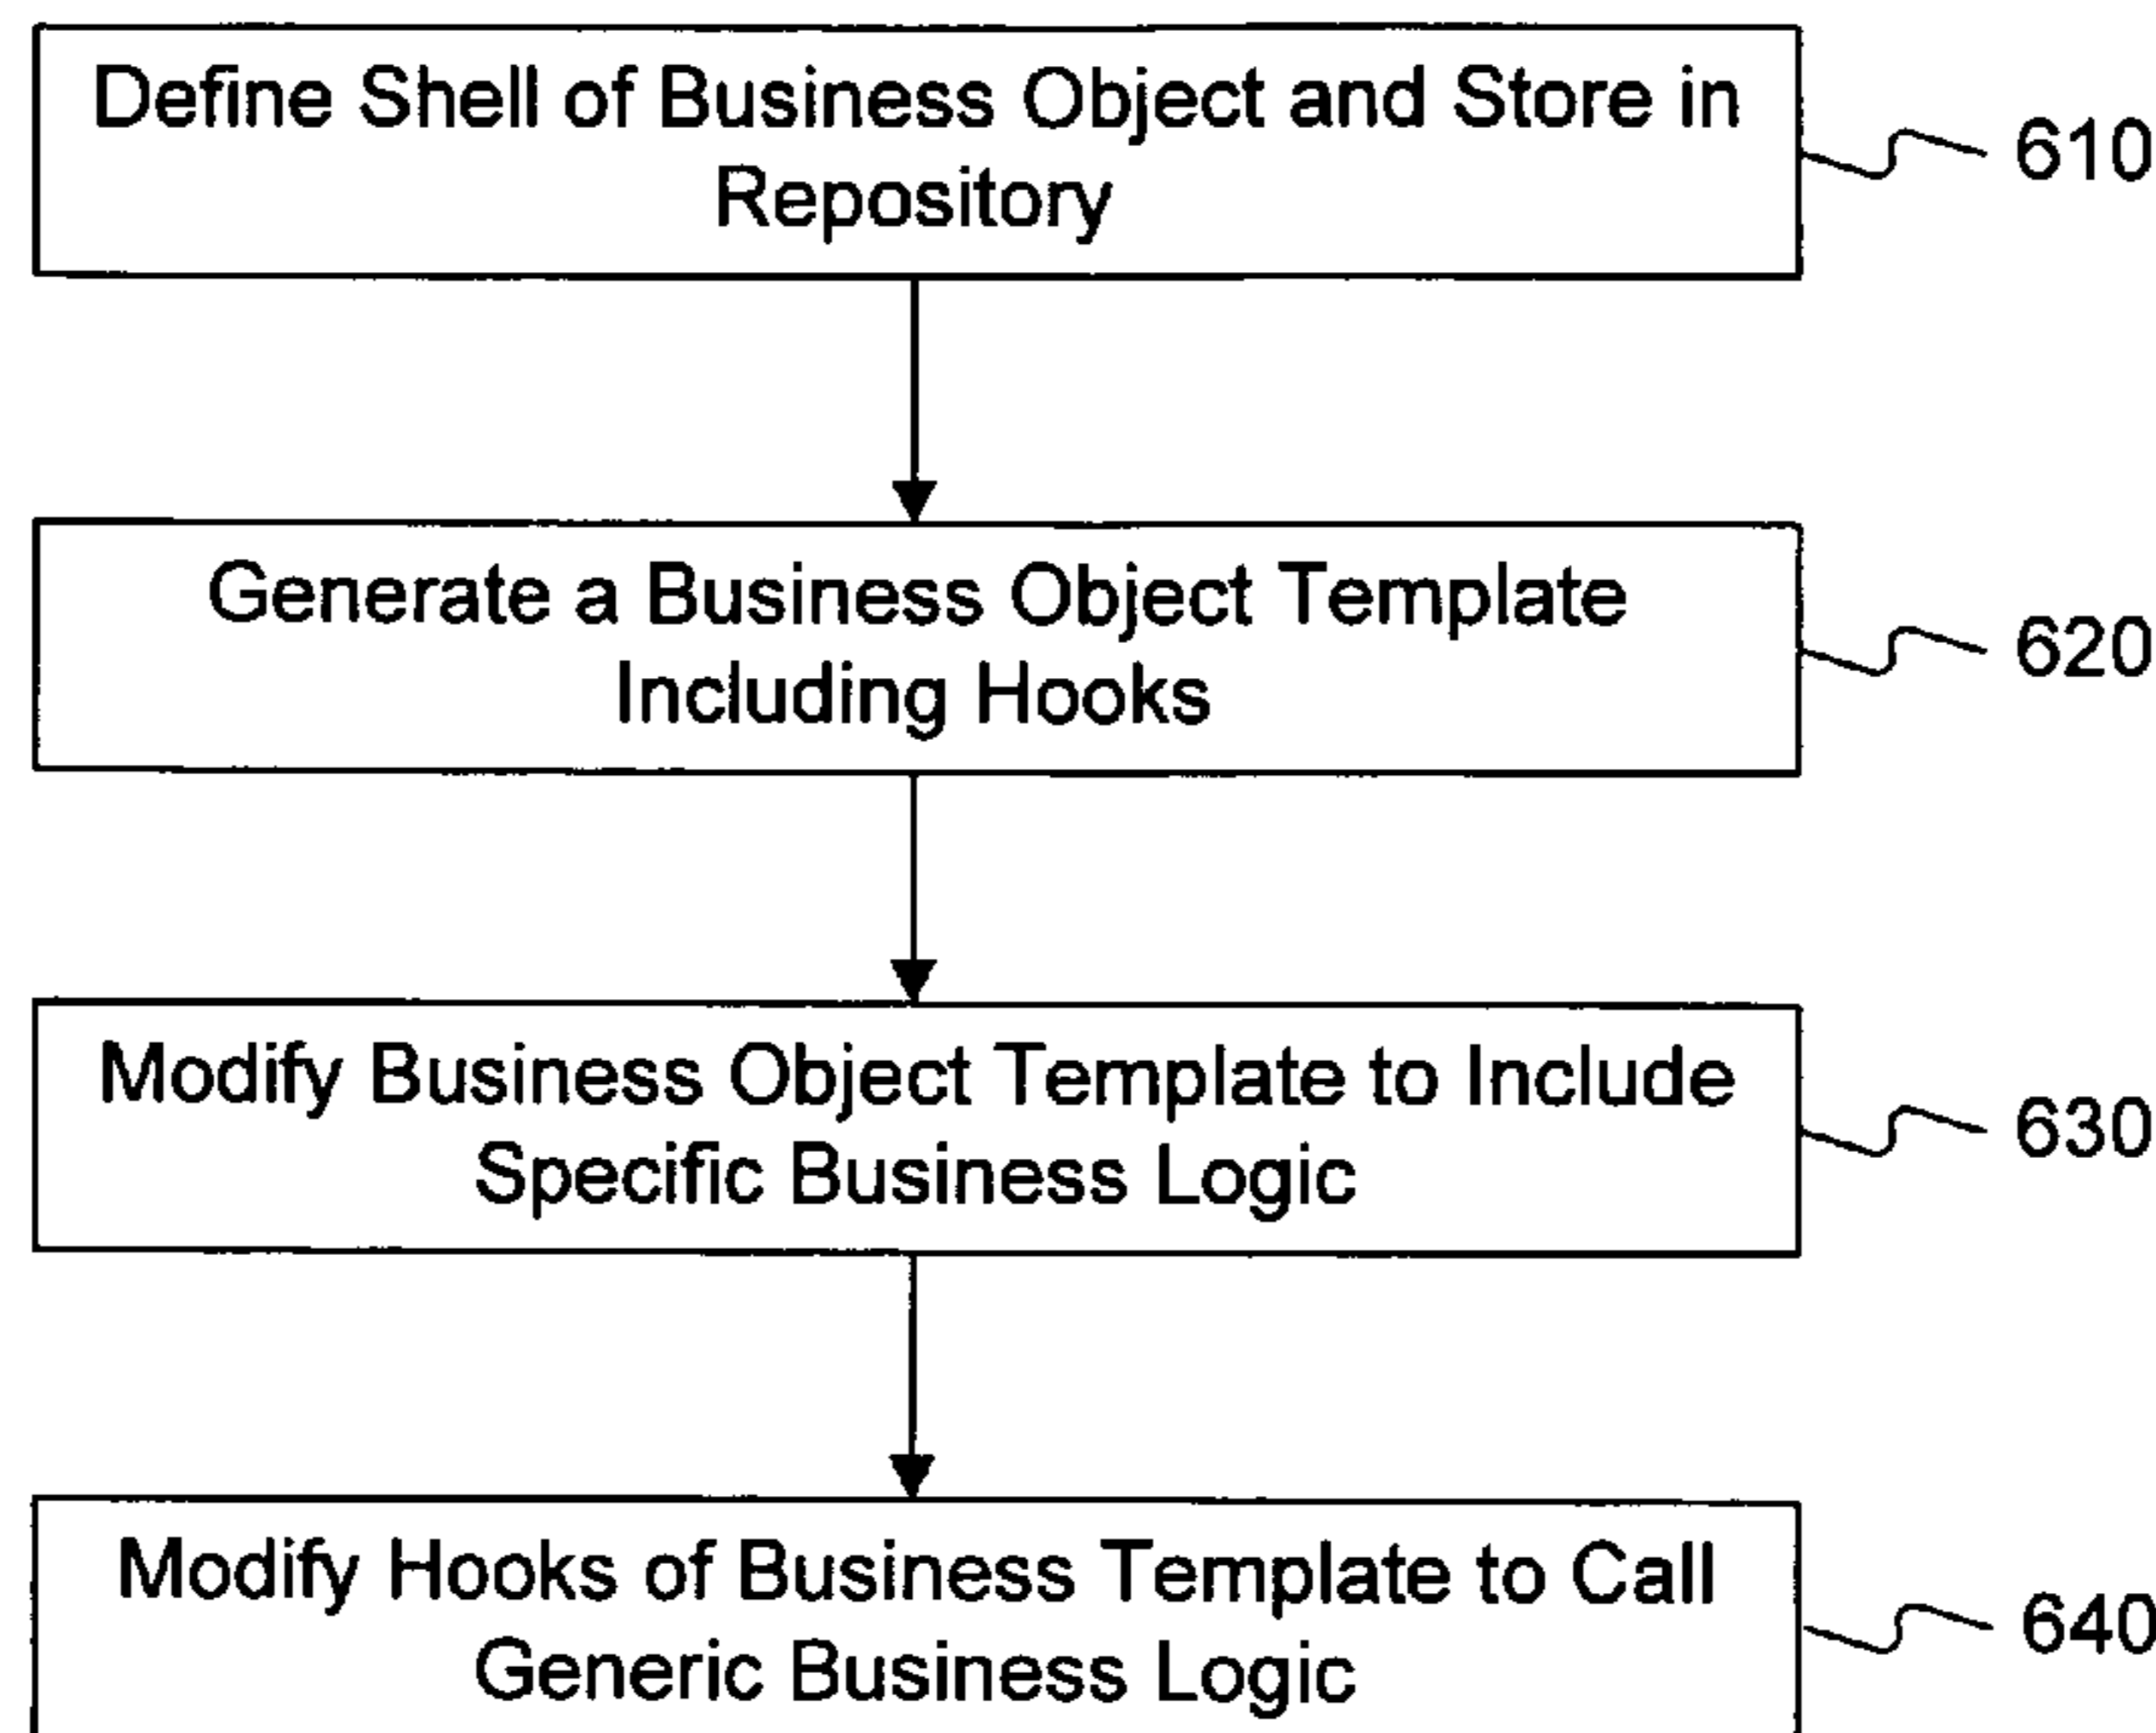 Define Shell of Business Object and Store in
Repository
610
Generate a Business Object Template
Including Hooks
620
Modify Business Object Template to Include
Specific Business Logic
630
Modify Hooks of Business Template to Call
Generic Business Logic
640